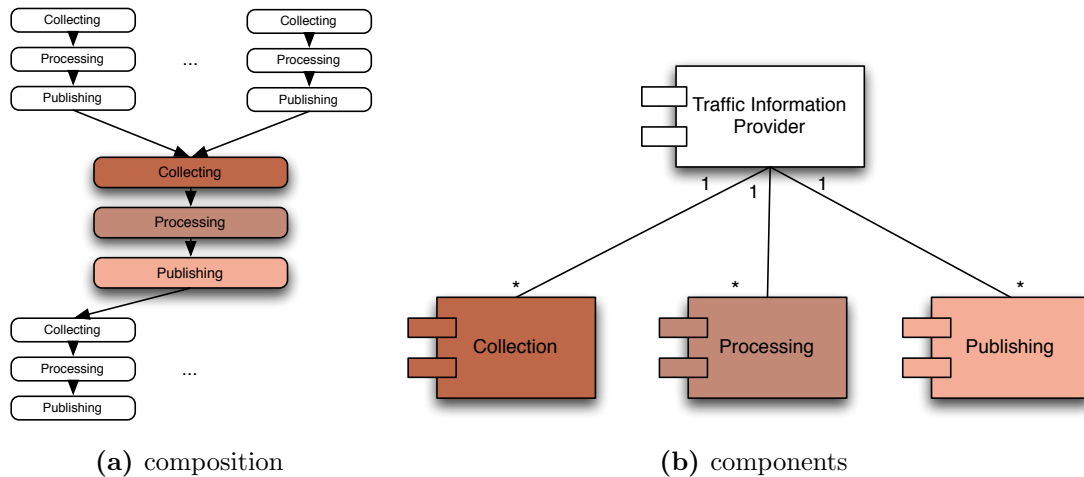 Collecting
Processing
Publishing
...
Collecting
Processing
Publishing
Collecting
Processing
Publishing
Collecting
Processing
Publishing
...
(a) composition
Traffic Information
Provider
1
1
1
*
*
*
Collection
Processing
Publishing
(b) components